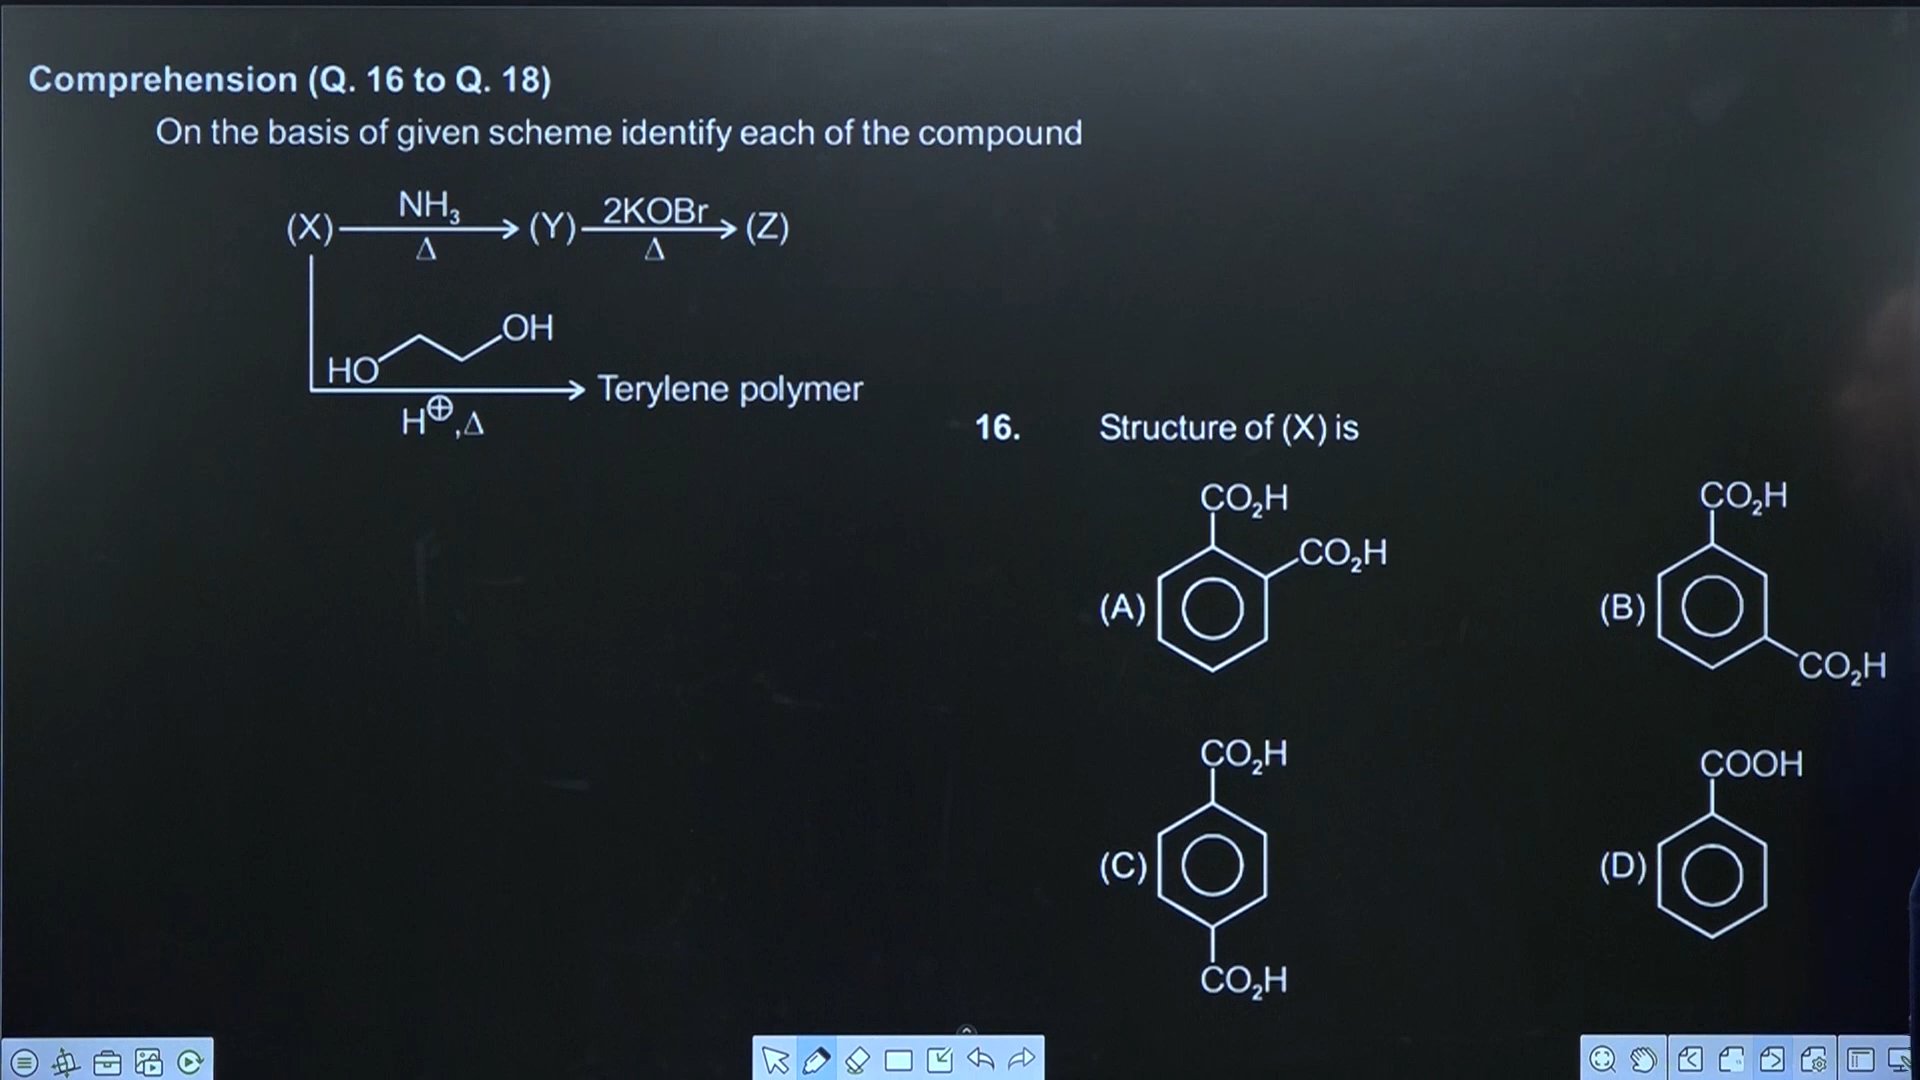 Comprehension (Q. 16 to Q. 18)
On the basis of given scheme identify each of the compound
(X) NH₃ Δ (Y) 2KOBr Δ (Z)
HO OH
H⊕,Δ Terylene polymer
16. Structure of (X) is
(A) CO₂H CO₂H
(B) CO₂H CO₂H
(C) CO₂H CO₂H
(D) COOH